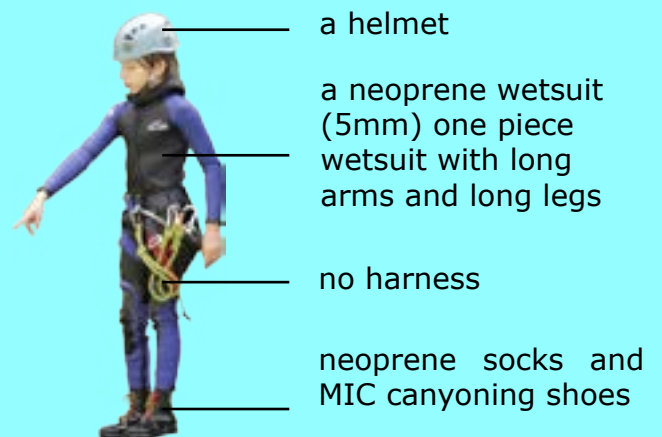 a helmet
a neoprene wetsuit
(5mm) one piece
wetsuit with long
arms and long legs
no harness
neoprene socks and
MIC canyoning shoes